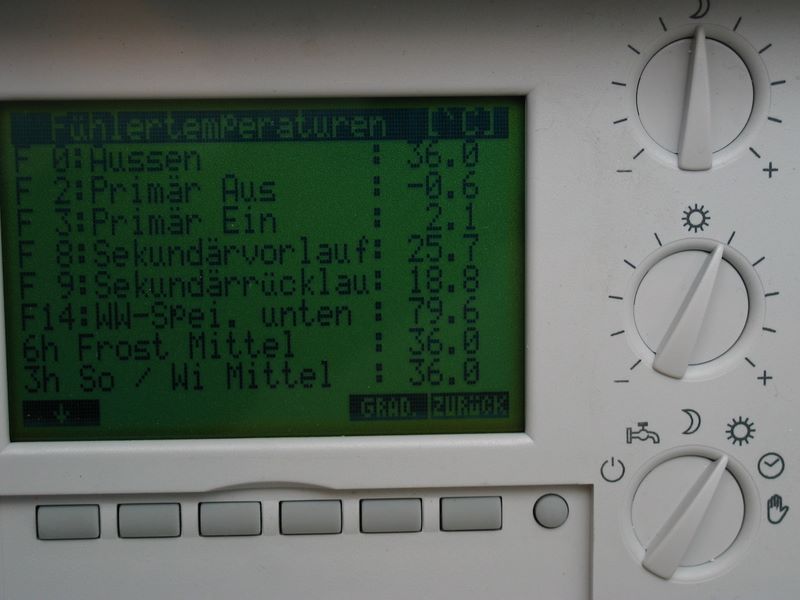 Fühlertemperaturen [°C]
F 0:Aussen : 36.0
F 2:Primär Aus : -0.6
F 3:Primär Ein : 2.1
F 8:Sekundärvorlauf: 25.7
F 9:Sekundärrücklau: 18.8
F14:WW-Spei. unten : 79.6
6h Frost Mittel : 36.0
3h So / Wi Mittel : 36.0
↓ GRAD. ZURÜCK
- +
- +